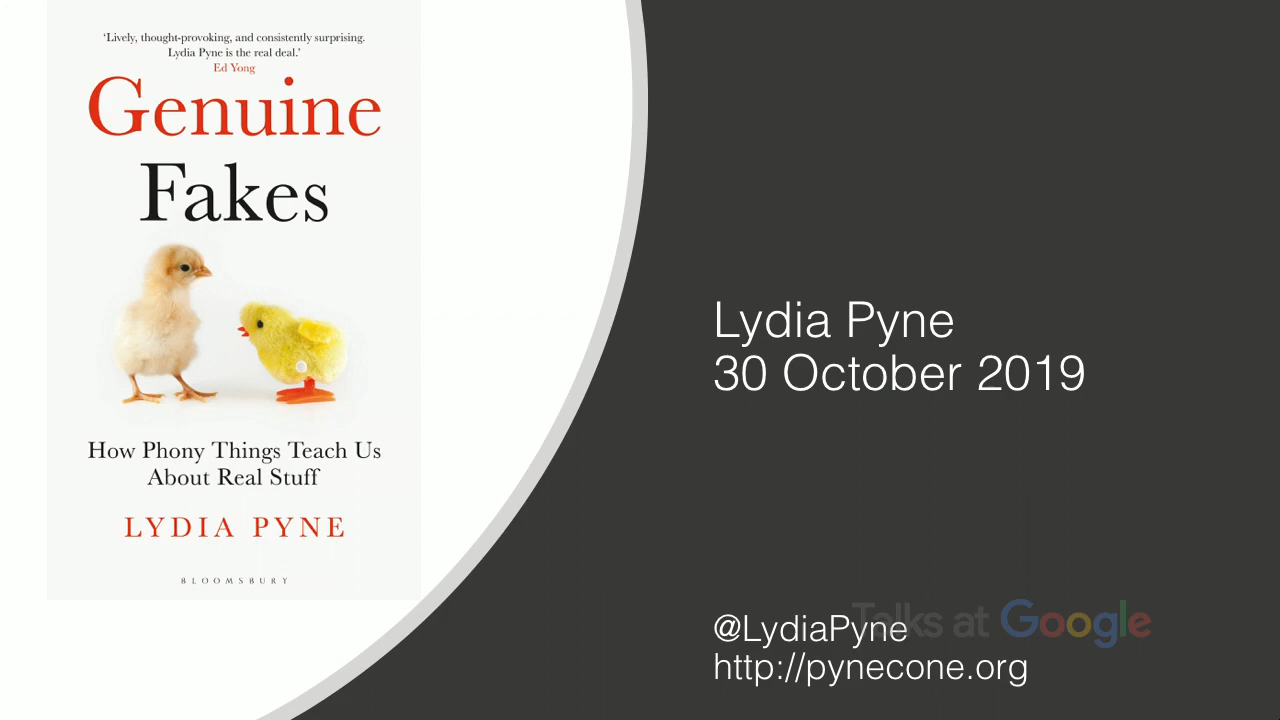 ‘Lively, thought-provoking, and consistently surprising.
Lydia Pyne is the real deal.’
Ed Yong
Genuine
Fakes
How Phony Things Teach Us
About Real Stuff
LYDIA PYNE
BLOOMSBURY
Lydia Pyne
30 October 2019
Talks at Google
@LydiaPyne
http://pynecone.org